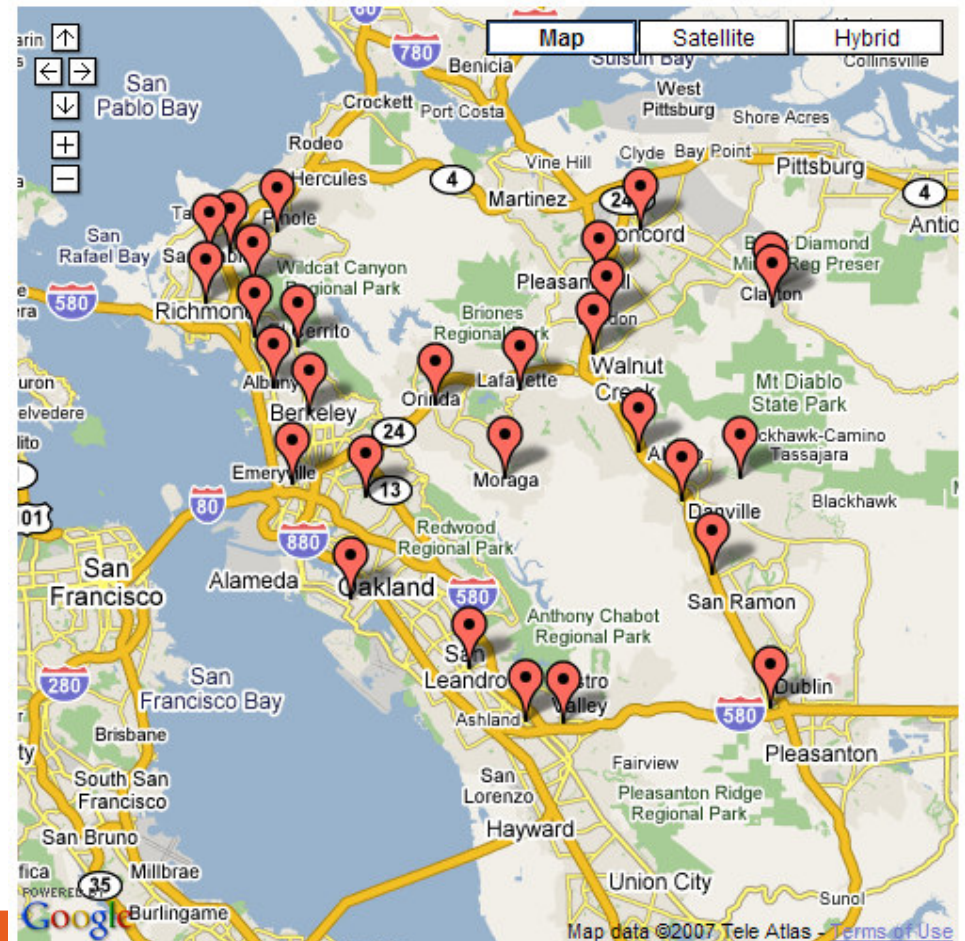 80
Map
Satellite
Hybrid
780
Benicia
Suisun Bay
Collinsville
San
Pablo Bay
Crockett
Port Costa
West
Pittsburg
Shore Acres
Rodeo
Vine Hill
Clyde
Bay Point
Pittsburg
Hercules
4
Martinez
4
San
Rafael Bay
Wildcat Canyon
Regional Park
580
Richmond
Briones
Clayton
Lafayette
Walnut
Creek
Mt Diablo
State Park
Albany
Orinda
Berkeley
24
Tassajara
Emeryville
Moraga
13
80
Blackhawk
Danville
880
Redwood
Regional Park
San
Francisco
Alameda
Oakland
580
San Ramon
Anthony Chabot
Regional Park
San
Leandro
280
San
Francisco Bay
Dublin
Ashland
Valley
580
Brisbane
Fairview
Pleasanton
South San
Francisco
San
Lorenzo
Pleasanton Ridge
Regional Park
San Bruno
Hayward
Millbrae
35
Union City
Sunol
POWERED BY
Google
Burlingame
Map data ©2007 Tele Atlas - Terms of Use